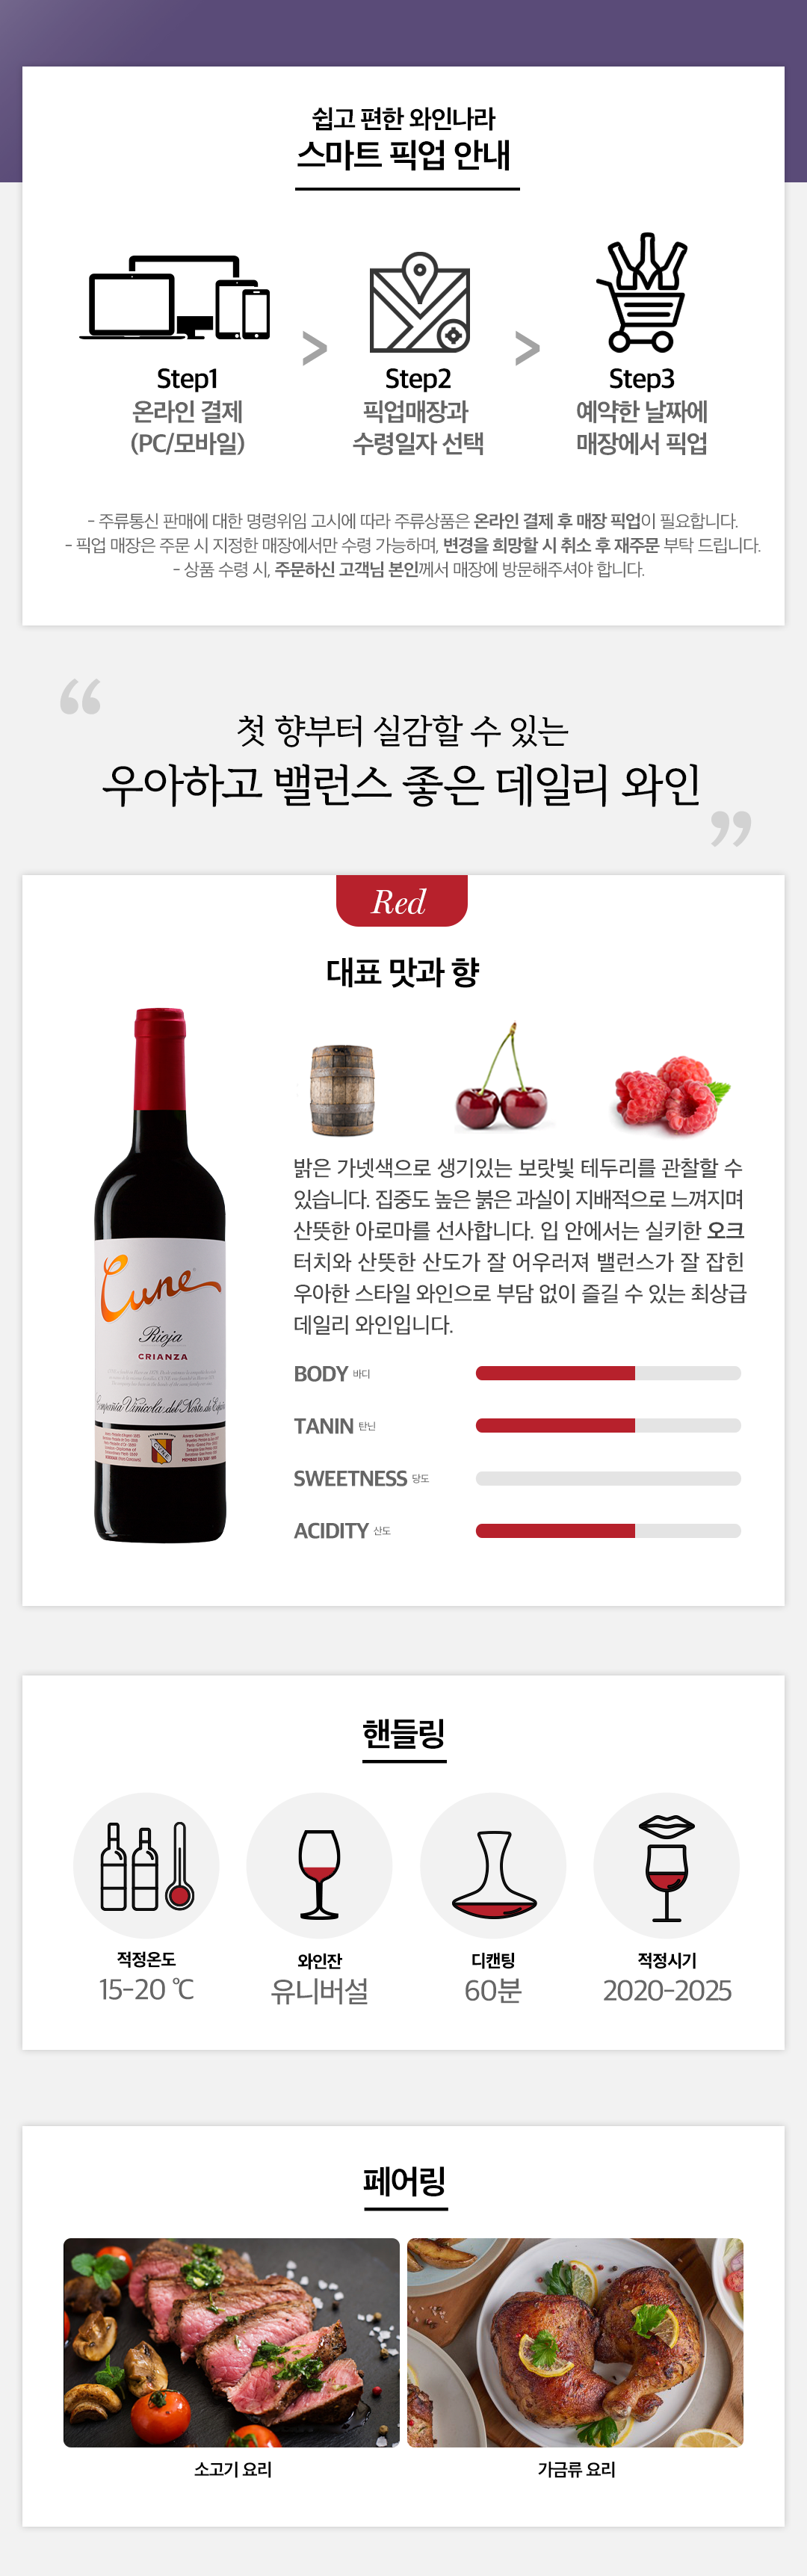 쉽고 편한 와인나라
스마트 픽업 안내
Step1
온라인 결제
(PC/모바일)
>
Step2
픽업매장과
수령일자 선택
>
Step3
예약한 날짜에
매장에서 픽업
- 주류통신 판매에 대한 명령위임 고시에 따라 주류상품은 온라인 결제 후 매장 픽업이 필요합니다.
- 픽업 매장은 주문 시 지정한 매장에서만 수령 가능하며, 변경을 희망할 시 취소 후 재주문 부탁 드립니다.
- 상품 수령 시, 주문하신 고객님 본인께서 매장에 방문해주셔야 합니다.
“
첫 향부터 실감할 수 있는
우아하고 밸런스 좋은 데일리 와인
”
Red
대표 맛과 향
Cune
Rioja
CRIANZA
Compañía Vinícola del Norte de España
밝은 가넷색으로 생기있는 보랏빛 테두리를 관찰할 수
있습니다. 집중도 높은 붉은 과실이 지배적으로 느껴지며
산뜻한 아로마를 선사합니다. 입 안에서는 실키한 오크
터치와 산뜻한 산도가 잘 어우러져 밸런스가 잘 잡힌
우아한 스타일 와인으로 부담 없이 즐길 수 있는 최상급
데일리 와인입니다.
BODY 바디
TANIN 탄닌
SWEETNESS 당도
ACIDITY 산도
핸들링
적정온도
15-20 ℃
와인잔
유니버설
디캔팅
60분
적정시기
2020-2025
페어링
소고기 요리
가금류 요리